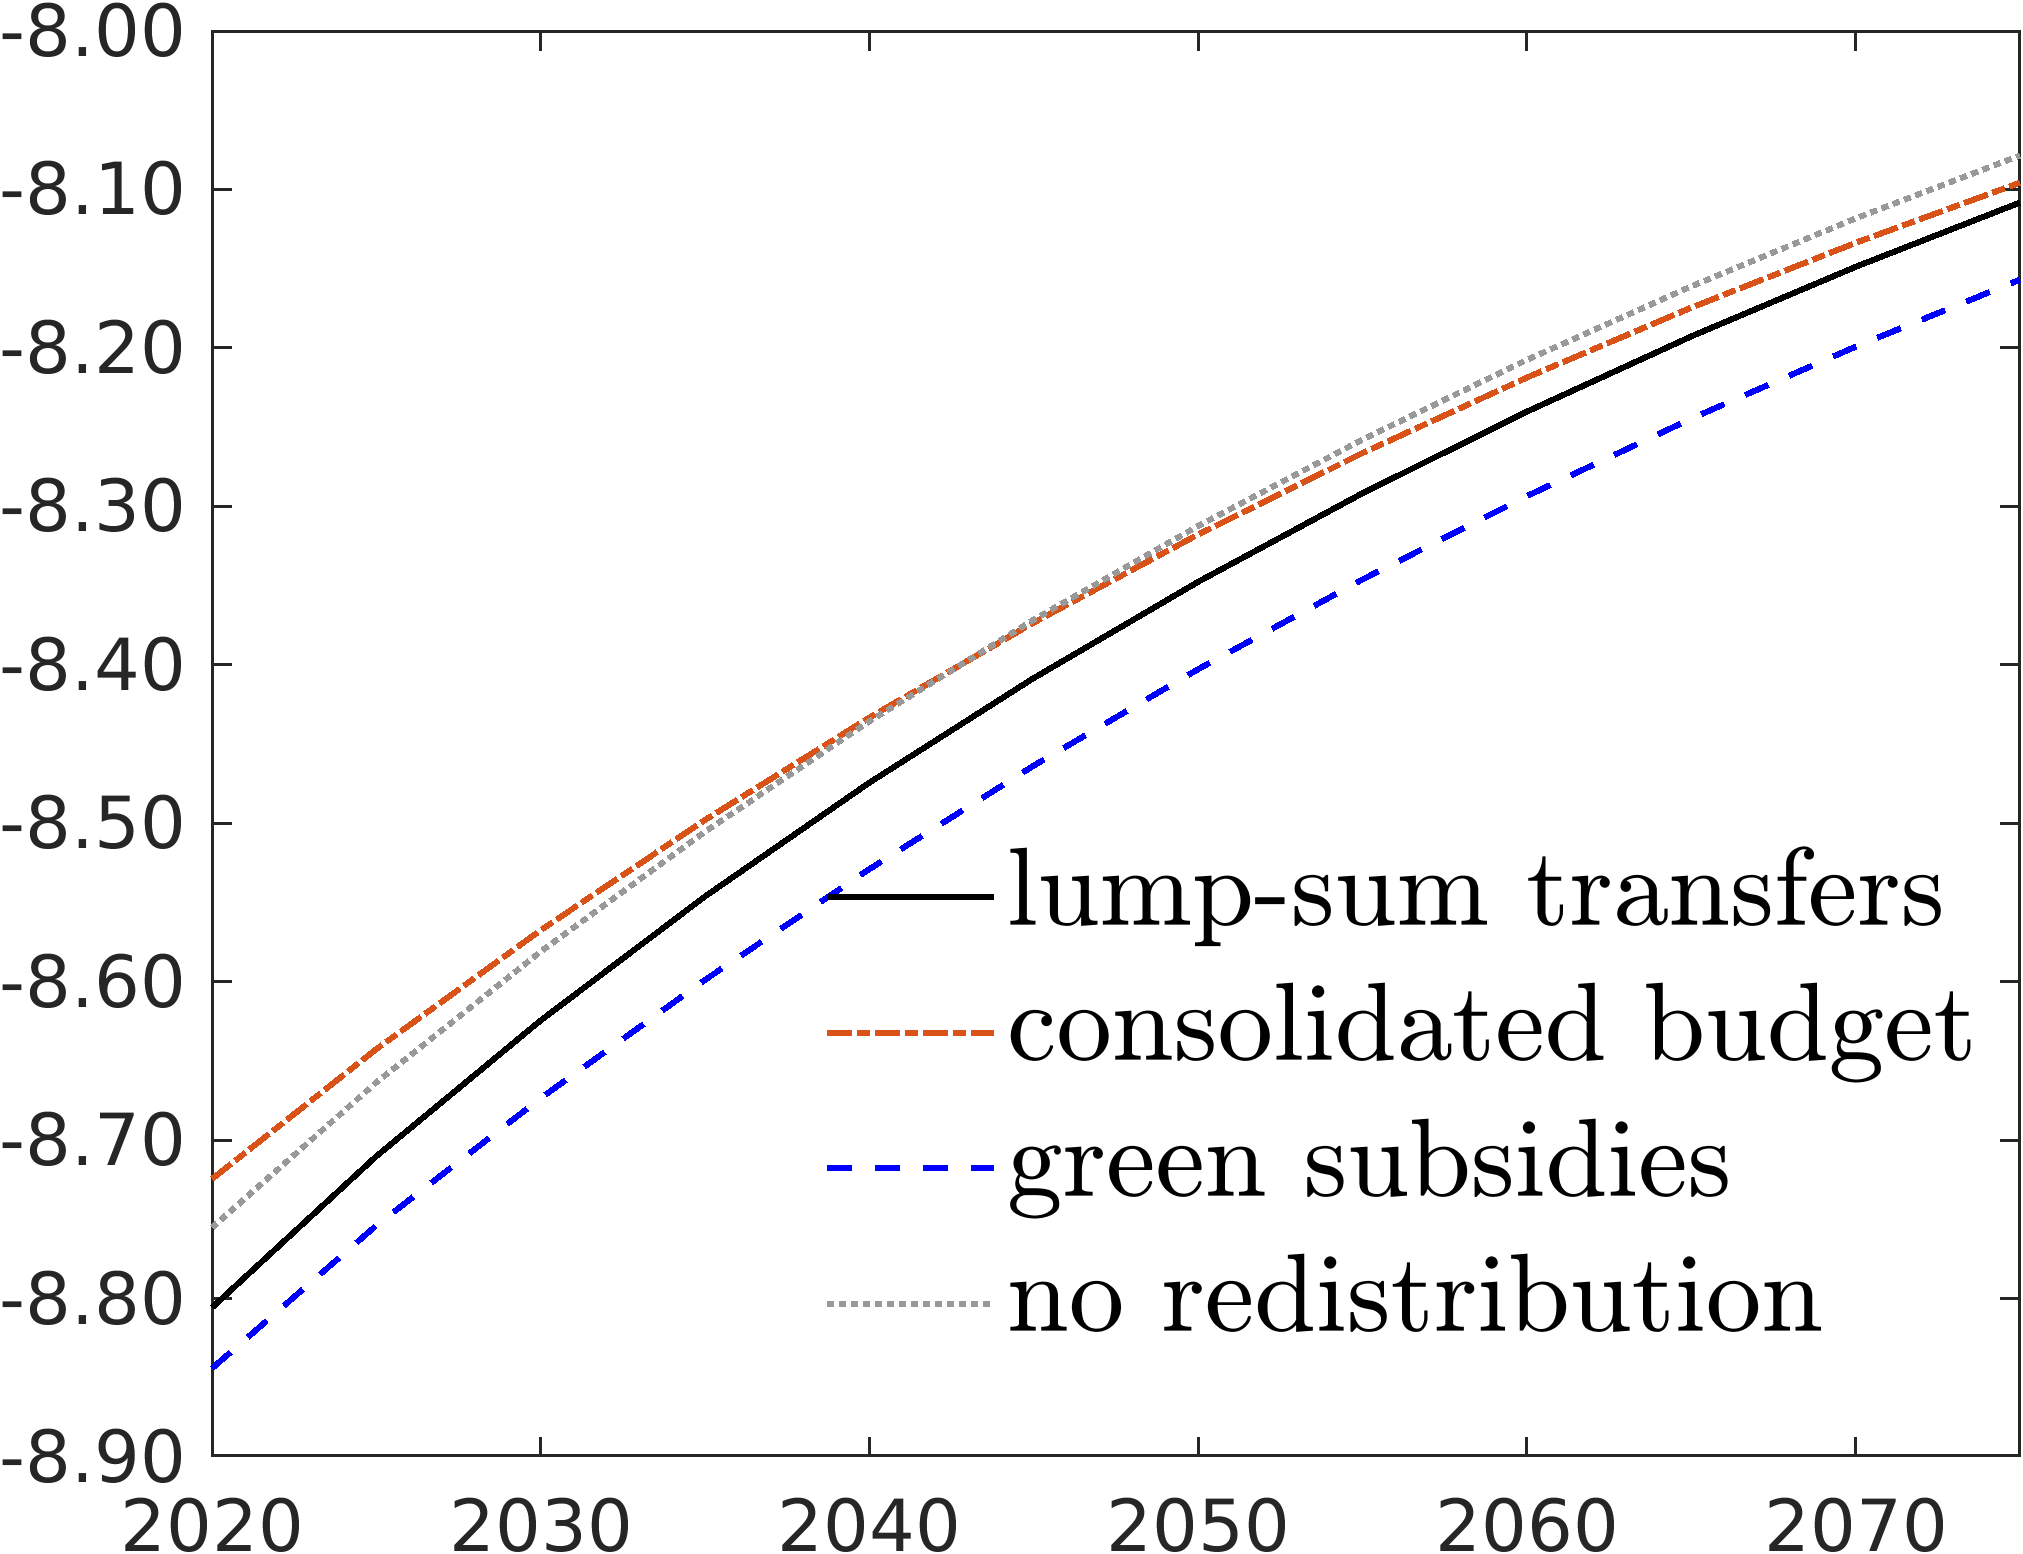 -8.00
-8.10
-8.20
-8.30
-8.40
-8.50
-8.60
-8.70
-8.80
-8.90
lump-sum transfers
consolidated budget
green subsidies
no redistribution
2020 2030 2040 2050 2060 2070